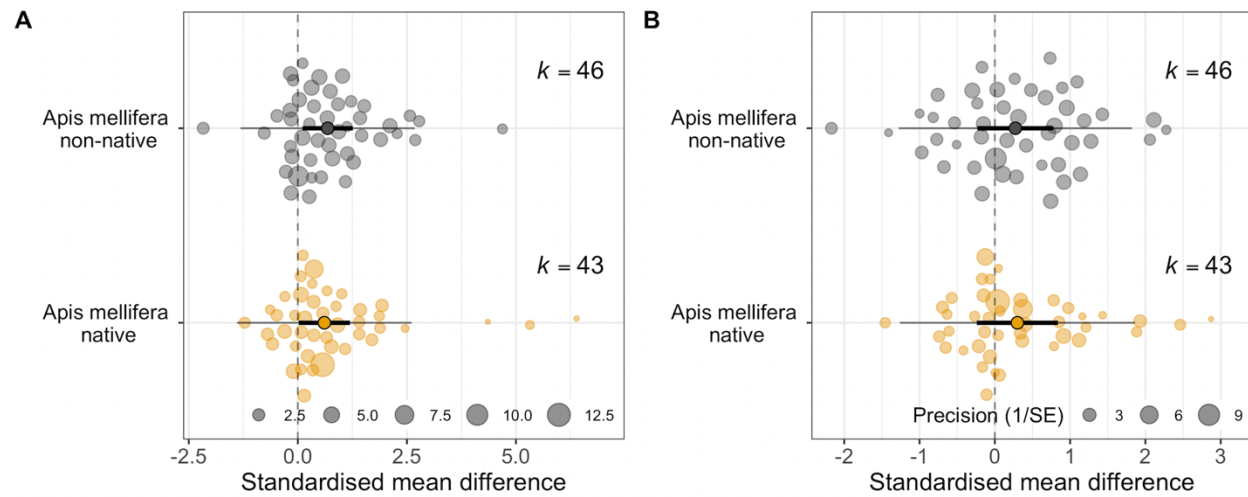 A
Apis mellifera
non-native
k = 46
Apis mellifera
native
k = 43
2.5 5.0 7.5 10.0 12.5
-2.5 0.0 2.5 5.0
Standardised mean difference
B
Apis mellifera
non-native
k = 46
Apis mellifera
native
k = 43
Precision (1/SE) 3 6 9
-2 -1 0 1 2 3
Standardised mean difference